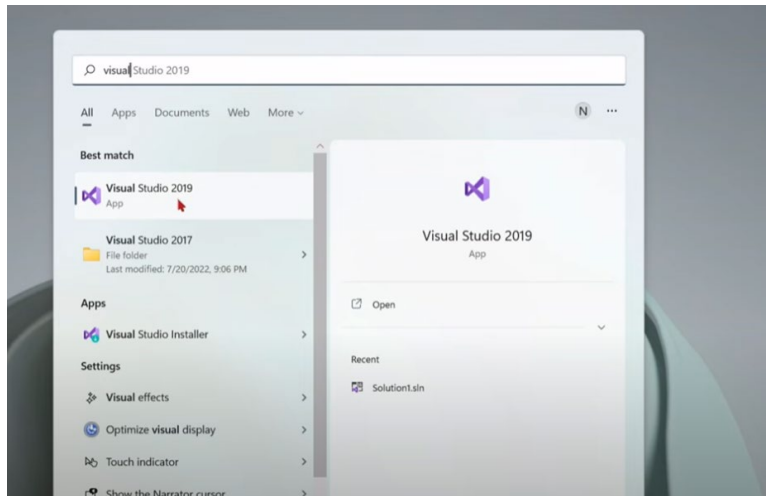 visual Studio 2019
All Apps Documents Web More
N ...
Best match
Visual Studio 2019
App
Visual Studio 2017
File folder
Last modified: 7/20/2022, 9:06 PM
Apps
Visual Studio Installer
Settings
Visual effects
Optimize visual display
Touch indicator
Show the Narrator cursor
Visual Studio 2019
App
Open
Recent
Solution1.sln